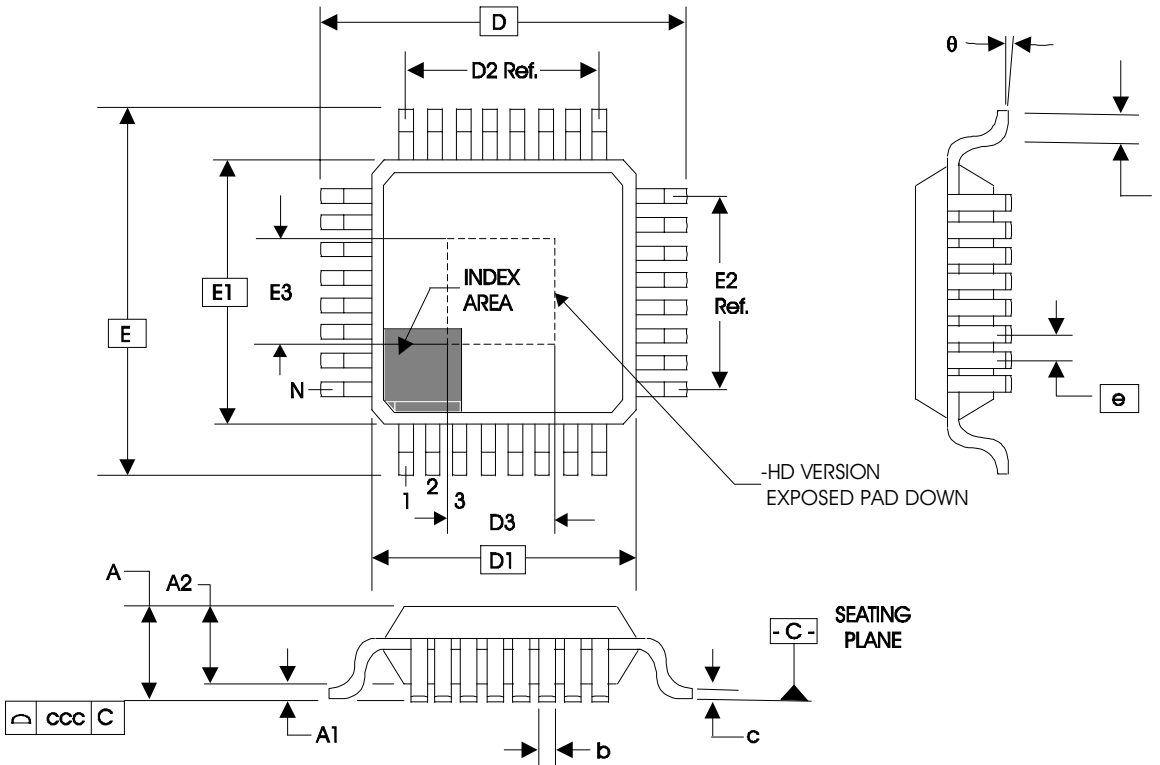 D
θ
D2 Ref.
E1
E3
INDEX
AREA
E2
Ref.
E
N
e
1
2
3
-HD VERSION
EXPOSED PAD DOWN
D3
D1
A
A2
SEATING
PLANE
- C -
ccc C
A1
b
c